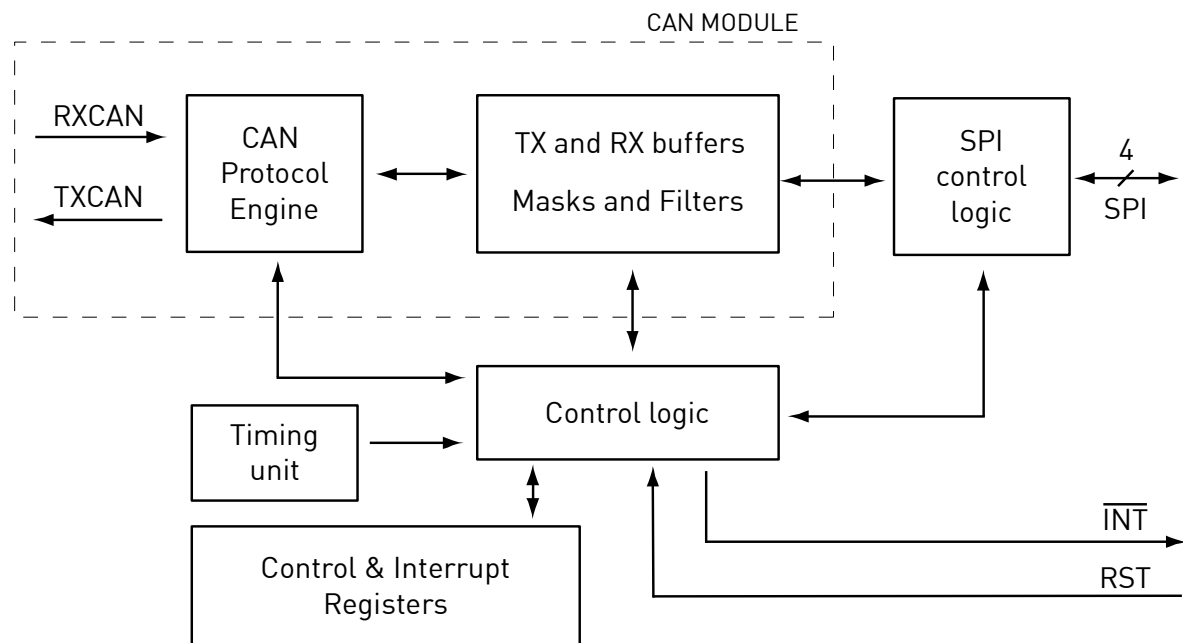 CAN MODULE
RXCAN
TXCAN
CAN
Protocol
Engine
TX and RX buffers
Masks and Filters
SPI
control
logic
4
SPI
Control logic
Timing
unit
Control & Interrupt
Registers
I̅N̅T̅
RST